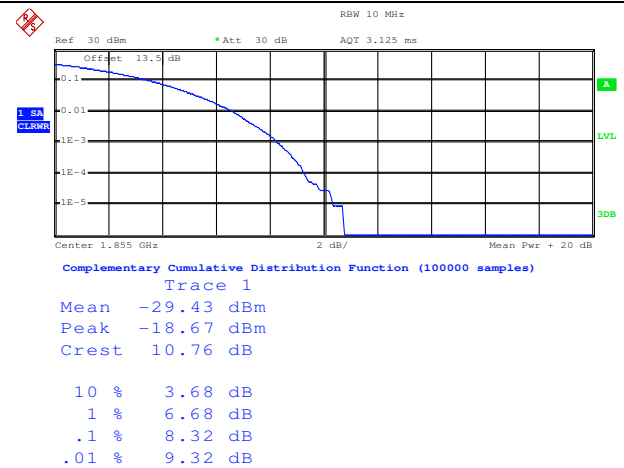 RBW 10 MHz
Ref 30 dBm *Att 30 dB AQT 3.125 ms
Offset 13.5 dB
0.1
A
1 SA
CLRWR
0.01
LVL
1E-3
1E-4
1E-5
3DB
Center 1.855 GHz 2 dB/ Mean Pwr + 20 dB
Complementary Cumulative Distribution Function (100000 samples)
Trace 1
Mean -29.43 dBm
Peak -18.67 dBm
Crest 10.76 dB
10 % 3.68 dB
1 % 6.68 dB
.1 % 8.32 dB
.01 % 9.32 dB